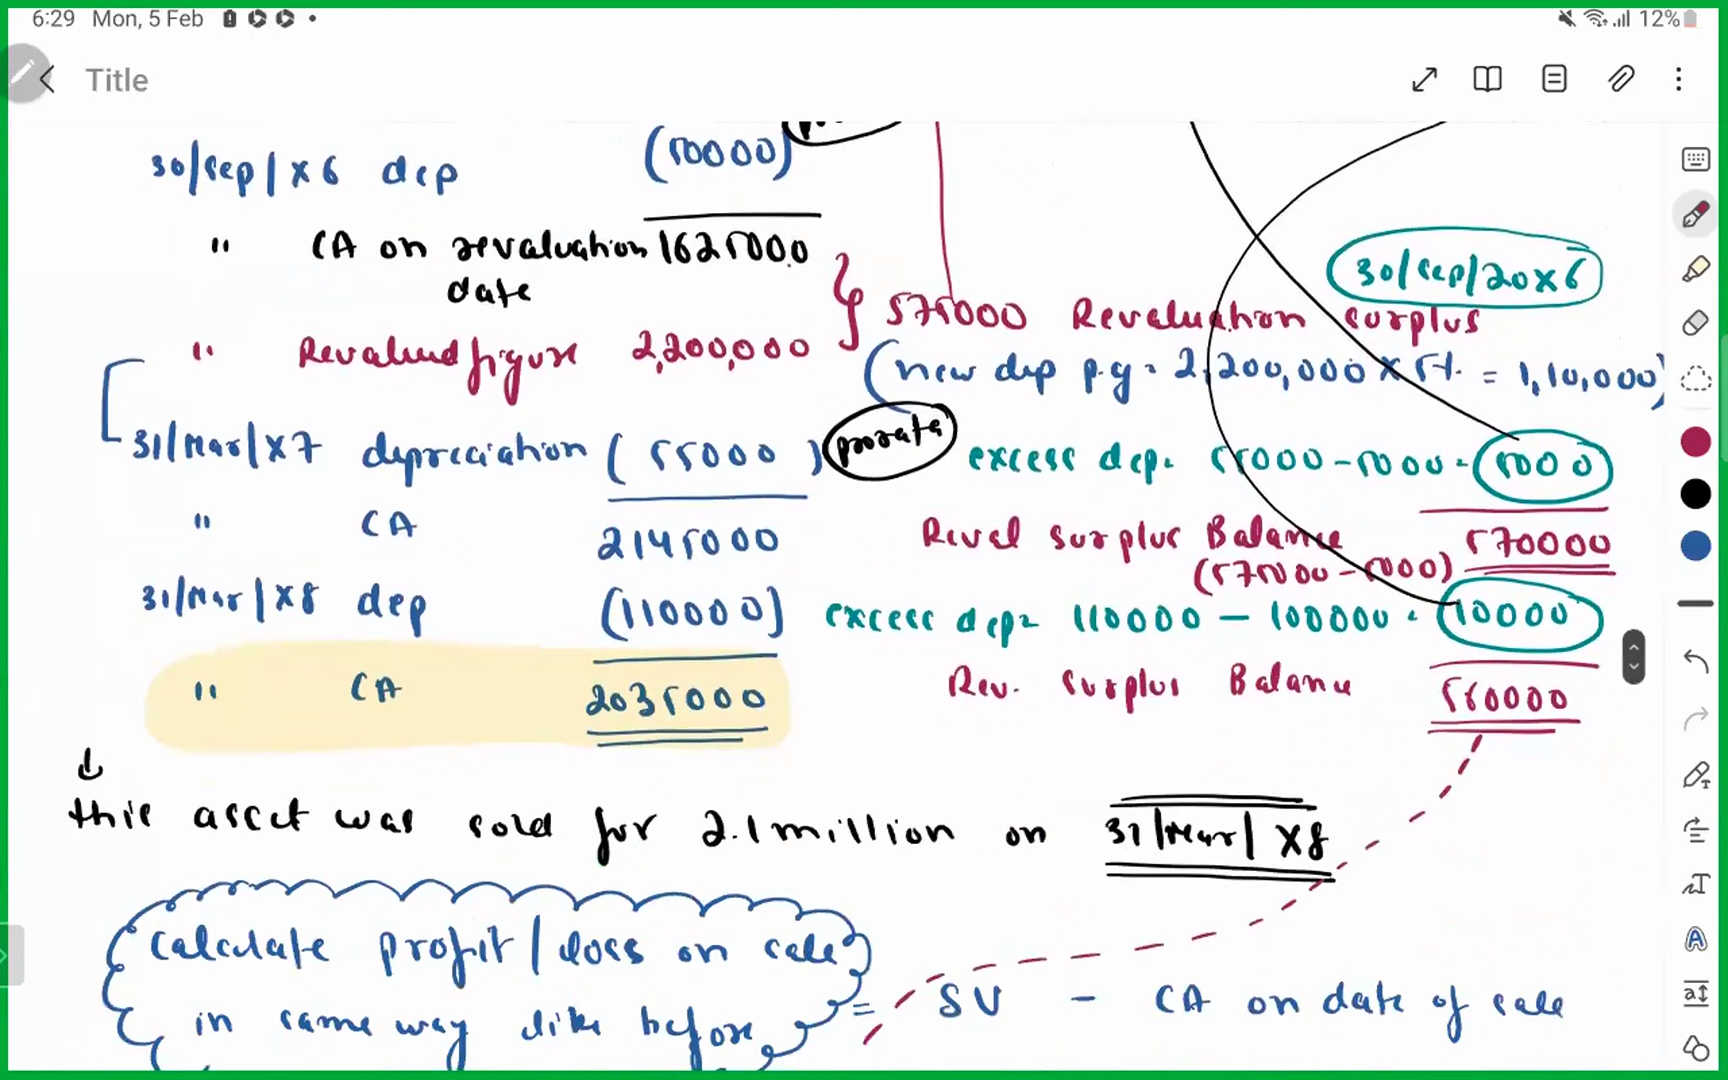 6:29 Mon, 5 Feb
12%
Title
30/Sep/x6 dep (50000)
" CA on revaluation 1625000
date
30/Sep/20x6
575000 Revaluation surplus
" Revalued figure 2,200,000
(new dep p.y = 2,200,000 x 5%. = 1,10,000)
31/Mar/x7 depreciation (55000) prorata
excess dep = 55000-5000 = 5000
" CA 2145000
Reval surplus Balance 570000
(575000-5000)
31/Mar/x8 dep (110000)
excess dep = 110000 - 100000 = 10000
" CA 2035000
Rev. surplus Balance 560000
this asset was sold for 2.1 million on 31/Mar/ x8
calculate profit/loss on sale
in same way like before
= SV - CA on date of sale